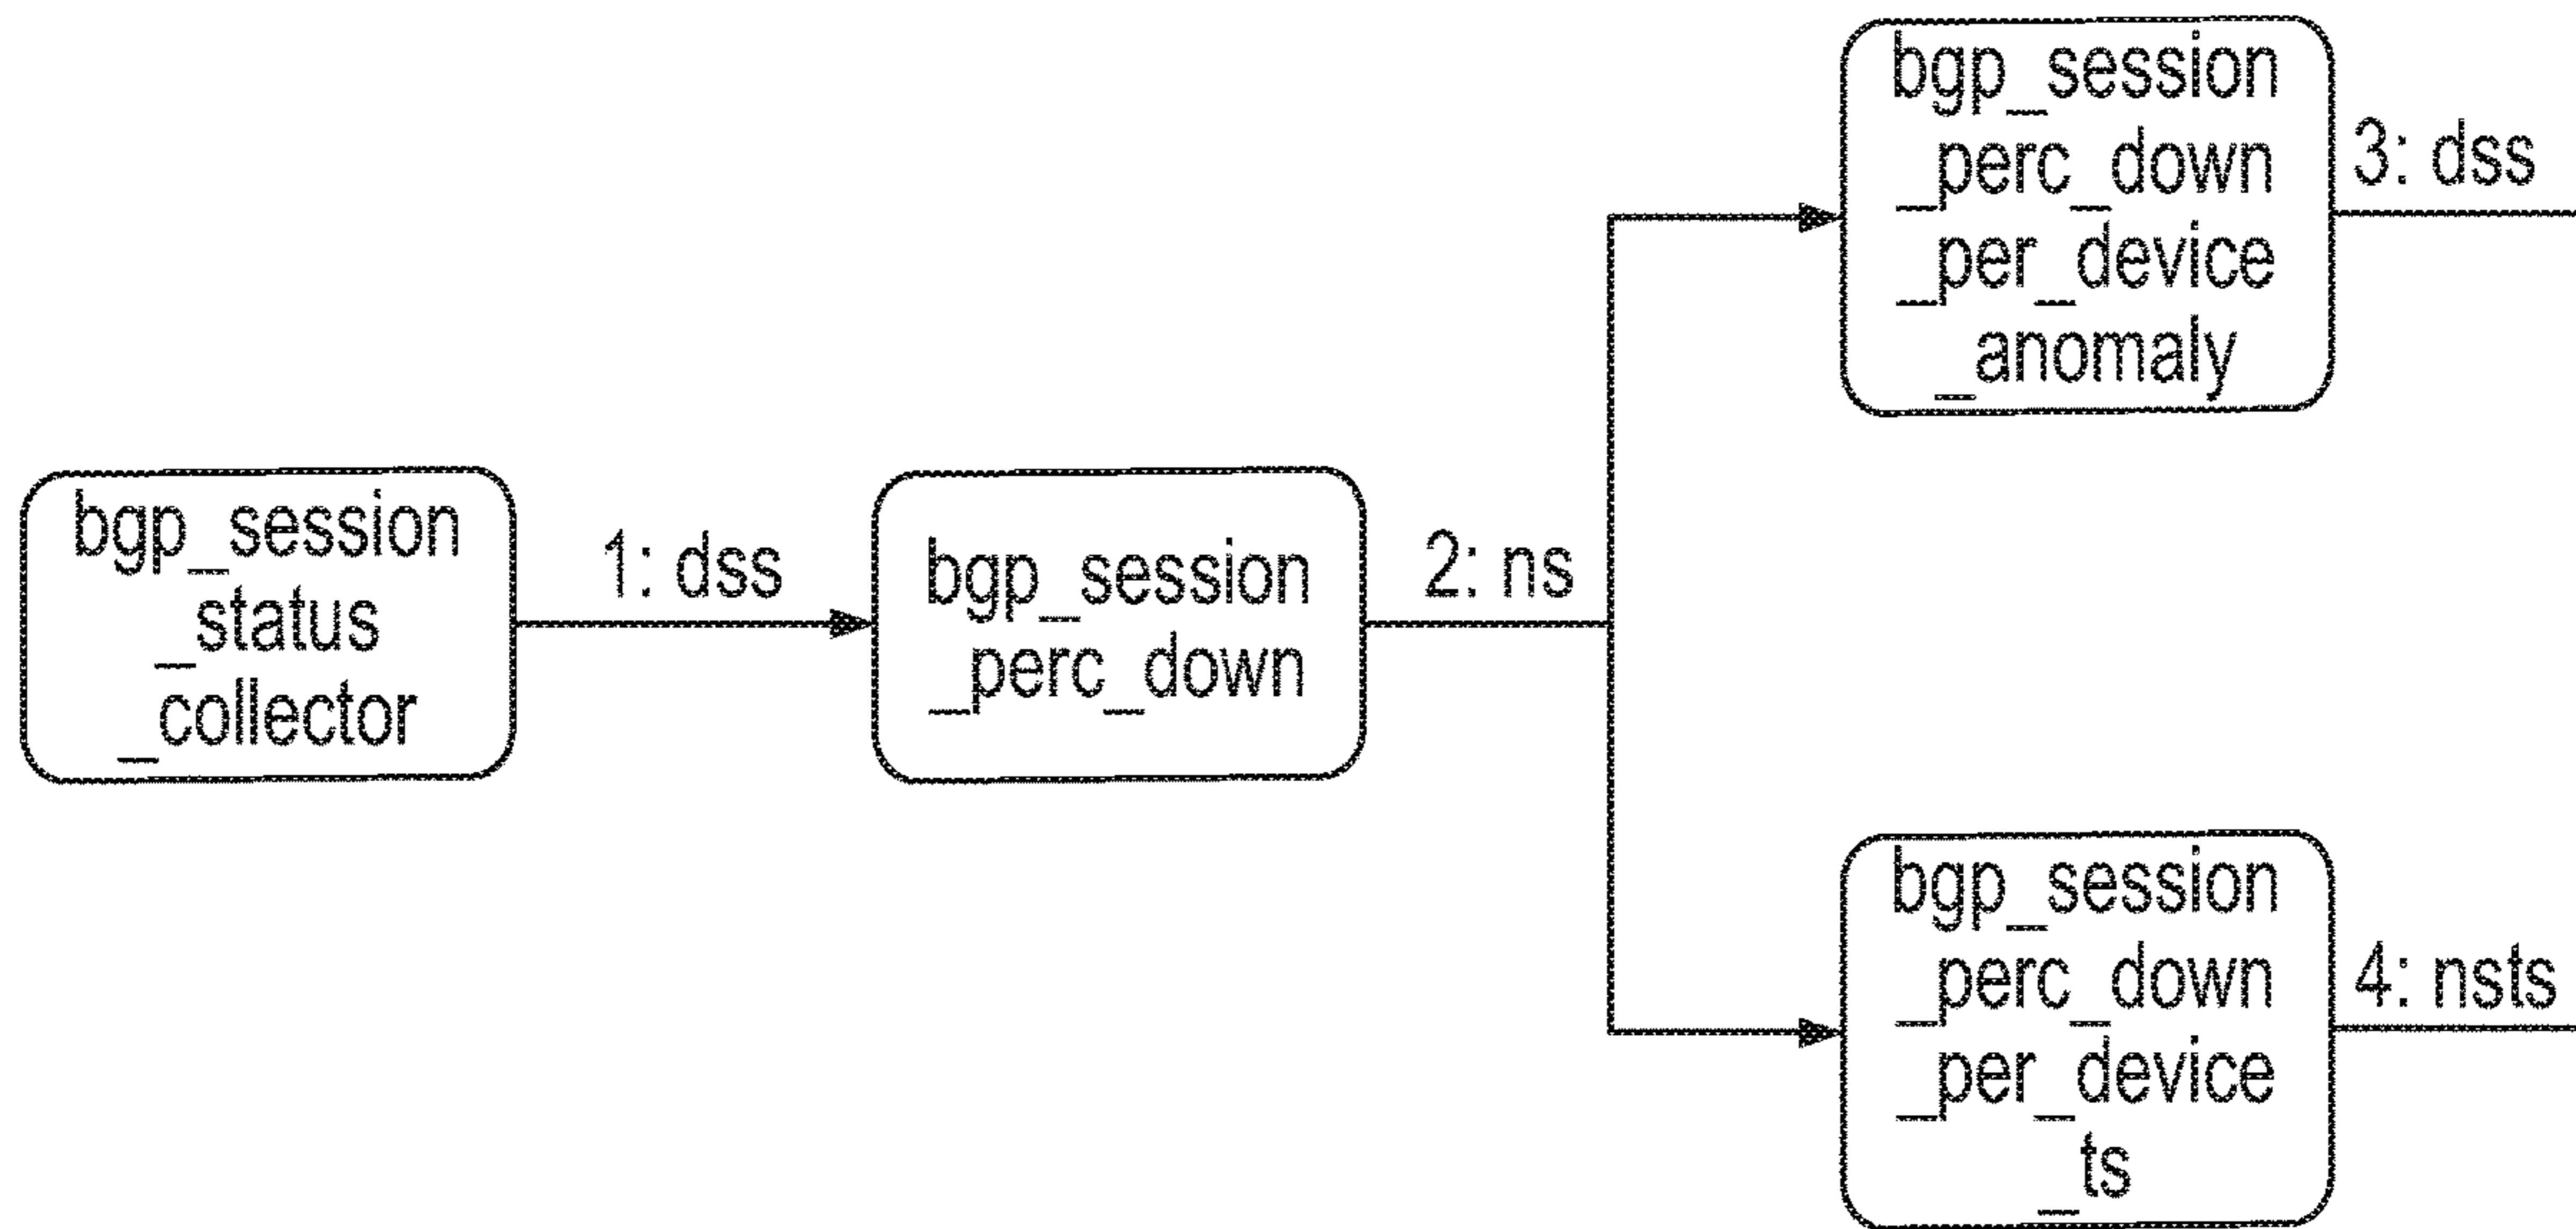 bgp_session
_status
_collector
1: dss
bgp_session
_perc_down
2: ns
bgp_session
_perc_down
_per_device
_anomaly
3: dss
bgp_session
_perc_down
_per_device
_ts
4: nsts